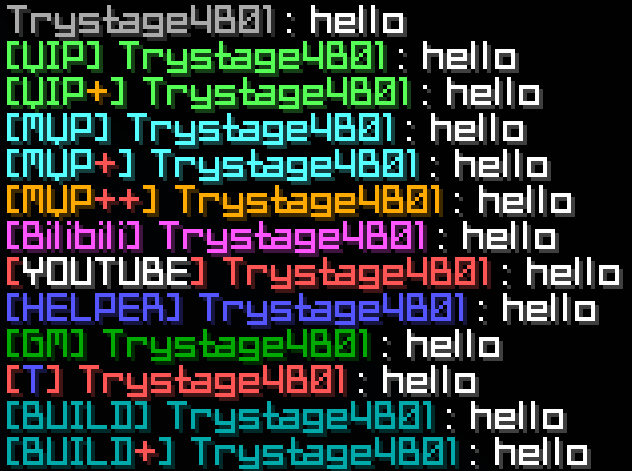 Trystage4B01 : hello
[VIP] Trystage4B01 : hello
[VIP+] Trystage4B01 : hello
[MVP] Trystage4B01 : hello
[MVP+] Trystage4B01 : hello
[MVP++] Trystage4B01 : hello
[Bilibili] Trystage4B01 : hello
[YOUTUBE] Trystage4B01 : hello
[HELPER] Trystage4B01 : hello
[GM] Trystage4B01 : hello
[T] Trystage4B01 : hello
[BUILD] Trystage4B01 : hello
[BUILD+] Trystage4B01 : hello